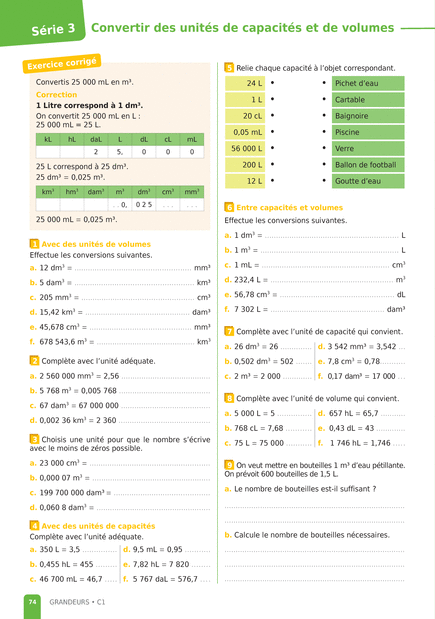 Série 3
Convertir des unités de capacités et de volumes
Exercice corrigé
Convertis 25 000 mL en m³.
Correction
1 Litre correspond à 1 dm³.
On convertit 25 000 mL en L :
25 000 mL = 25 L.
kL hL daL L dL cL mL
2 5, 0 0 0
25 L correspond à 25 dm³.
25 dm³ = 0,025 m³.
km³ hm³ dam³ m³ dm³ cm³ mm³
. . 0, 0 2 5 . . . . . .
25 000 mL = 0,025 m³.
1 Avec des unités de volumes
Effectue les conversions suivantes.
a. 12 dm³ = ........ mm³
b. 5 dam³ = ........ km³
c. 205 mm³ = ........ cm³
d. 15,42 km³ = ........ dam³
e. 45,678 cm³ = ........ mm³
f. 678 543,6 m³ = ........ km³
2 Complète avec l'unité adéquate.
a. 2 560 000 mm³ = 2,56 ........
b. 5 768 m³ = 0,005 768 ........
c. 67 dam³ = 67 000 000 ........
d. 0,002 36 km³ = 2 360 ........
3 Choisis une unité pour que le nombre s'écrive
avec le moins de zéros possible.
a. 23 000 cm³ = ........
b. 0,000 07 m³ = ........
c. 199 700 000 dam³ = ........
d. 0,060 8 dam³ = ........
4 Avec des unités de capacités
Complète avec l'unité adéquate.
a. 350 L = 3,5 ........
b. 0,455 hL = 455 ........
c. 46 700 mL = 46,7 ....
d. 9,5 mL = 0,95 ........
e. 7,82 hL = 7 820 ........
f. 5 767 daL = 576,7 ....
5 Relie chaque capacité à l'objet correspondant.
24 L • • Pichet d'eau
1 L • • Cartable
20 cL • • Baignoire
0,05 mL • • Piscine
56 000 L • • Verre
200 L • • Ballon de football
12 L • • Goutte d'eau
6 Entre capacités et volumes
Effectue les conversions suivantes.
a. 1 dm³ = ........ L
b. 1 m³ = ........ L
c. 1 mL = ........ cm³
d. 232,4 L = ........ m³
e. 56,78 cm³ = ........ dL
f. 7 302 L = ........ dam³
7 Complète avec l'unité de capacité qui convient.
a. 26 dm³ = 26 ........
b. 0,502 dm³ = 502 ....
c. 2 m³ = 2 000 ........
d. 3 542 mm³ = 3,542 ...
e. 7,8 cm³ = 0,78........
f. 0,17 dam³ = 17 000 ...
8 Complète avec l'unité de volume qui convient.
a. 5 000 L = 5 ........
b. 768 cL = 7,68 ........
c. 75 L = 75 000 ........
d. 657 hL = 65,7 ........
e. 0,43 dL = 43 ........
f. 1 746 hL = 1,746 ....
9 On veut mettre en bouteilles 1 m³ d'eau pétillante.
On prévoit 600 bouteilles de 1,5 L.
a. Le nombre de bouteilles est-il suffisant ?
b. Calcule le nombre de bouteilles nécessaires.
74 GRANDEURS • C1